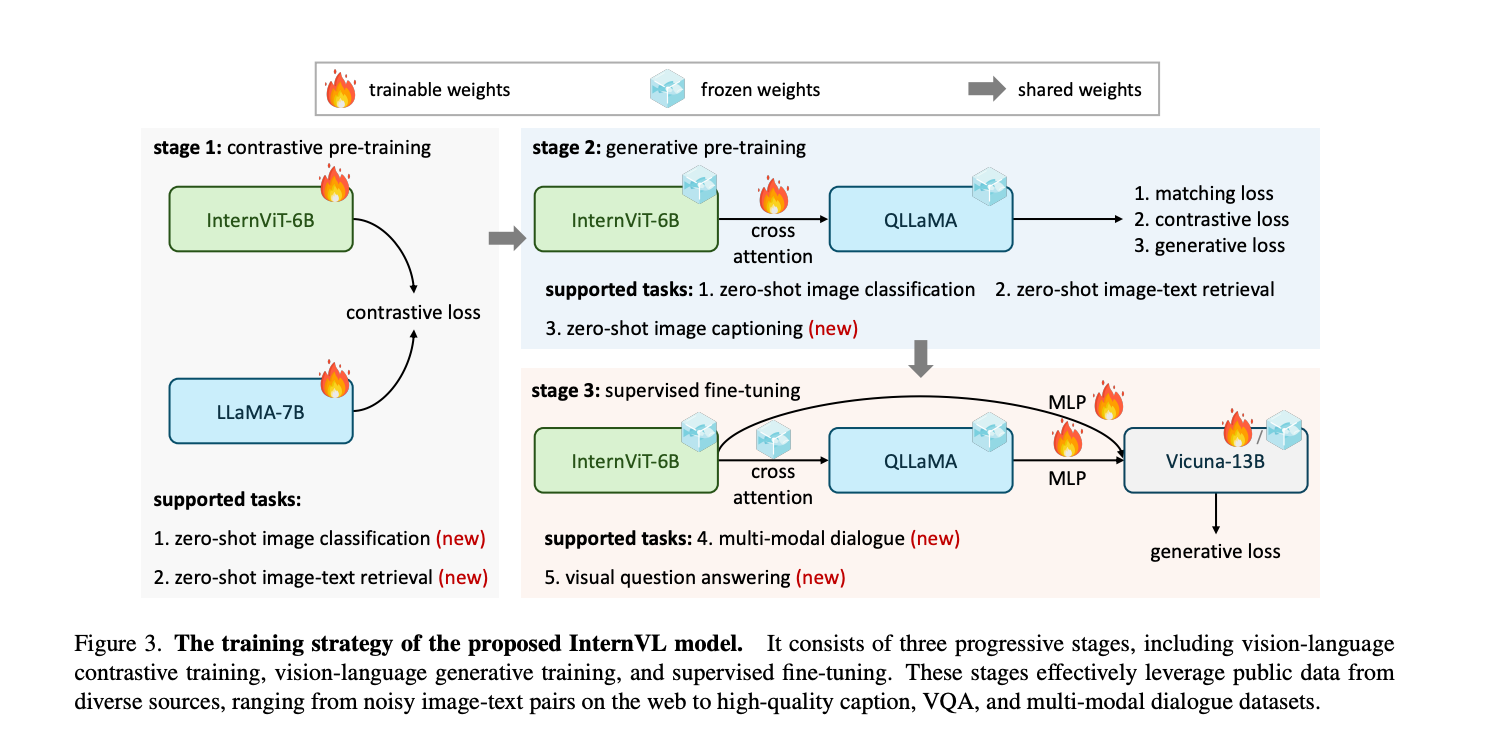 trainable weights
frozen weights
shared weights
stage 1: contrastive pre-training
InternViT-6B
contrastive loss
LLaMA-7B
supported tasks:
1. zero-shot image classification (new)
2. zero-shot image-text retrieval (new)
stage 2: generative pre-training
InternViT-6B
cross
attention
QLLaMA
1. matching loss
2. contrastive loss
3. generative loss
supported tasks: 1. zero-shot image classification 2. zero-shot image-text retrieval
3. zero-shot image captioning (new)
stage 3: supervised fine-tuning
MLP
InternViT-6B
cross
attention
QLLaMA
MLP
/
Vicuna-13B
generative loss
supported tasks: 4. multi-modal dialogue (new)
5. visual question answering (new)
Figure 3. The training strategy of the proposed InternVL model. It consists of three progressive stages, including vision-language
contrastive training, vision-language generative training, and supervised fine-tuning. These stages effectively leverage public data from
diverse sources, ranging from noisy image-text pairs on the web to high-quality caption, VQA, and multi-modal dialogue datasets.